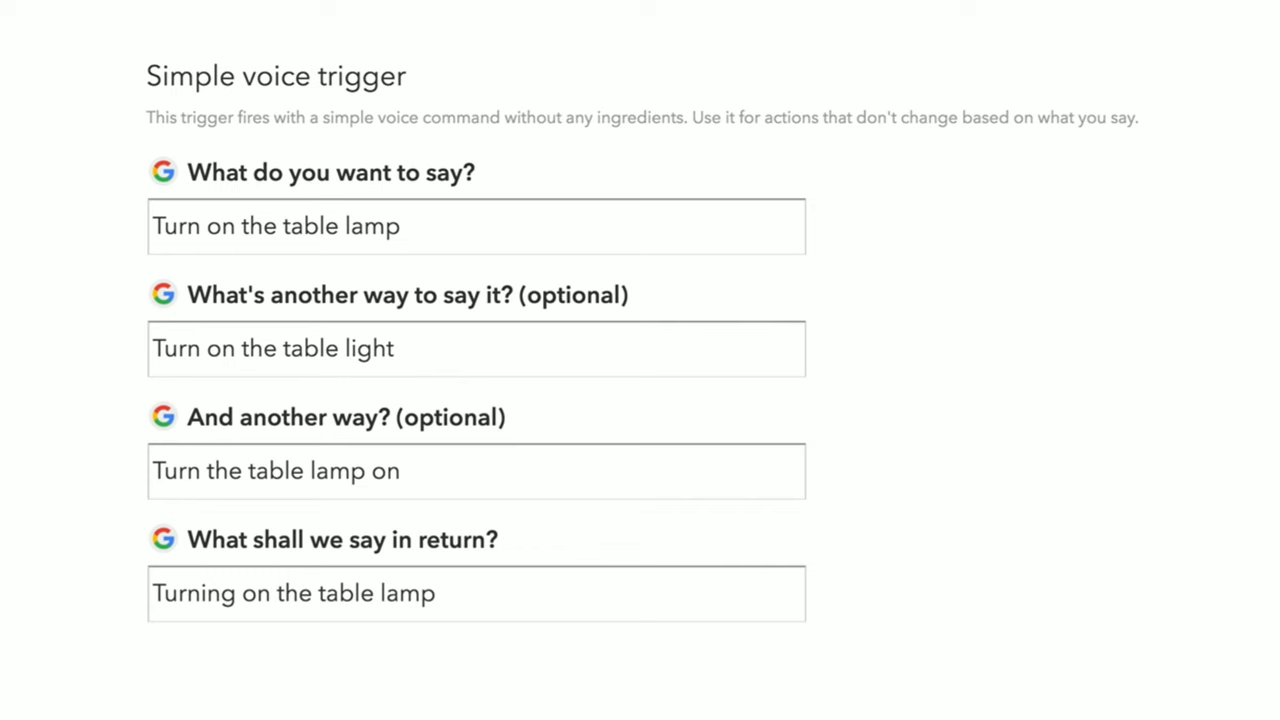 Simple voice trigger
This trigger fires with a simple voice command without any ingredients. Use it for actions that don't change based on what you say.
What do you want to say?
Turn on the table lamp
What's another way to say it? (optional)
Turn on the table light
And another way? (optional)
Turn the table lamp on
What shall we say in return?
Turning on the table lamp